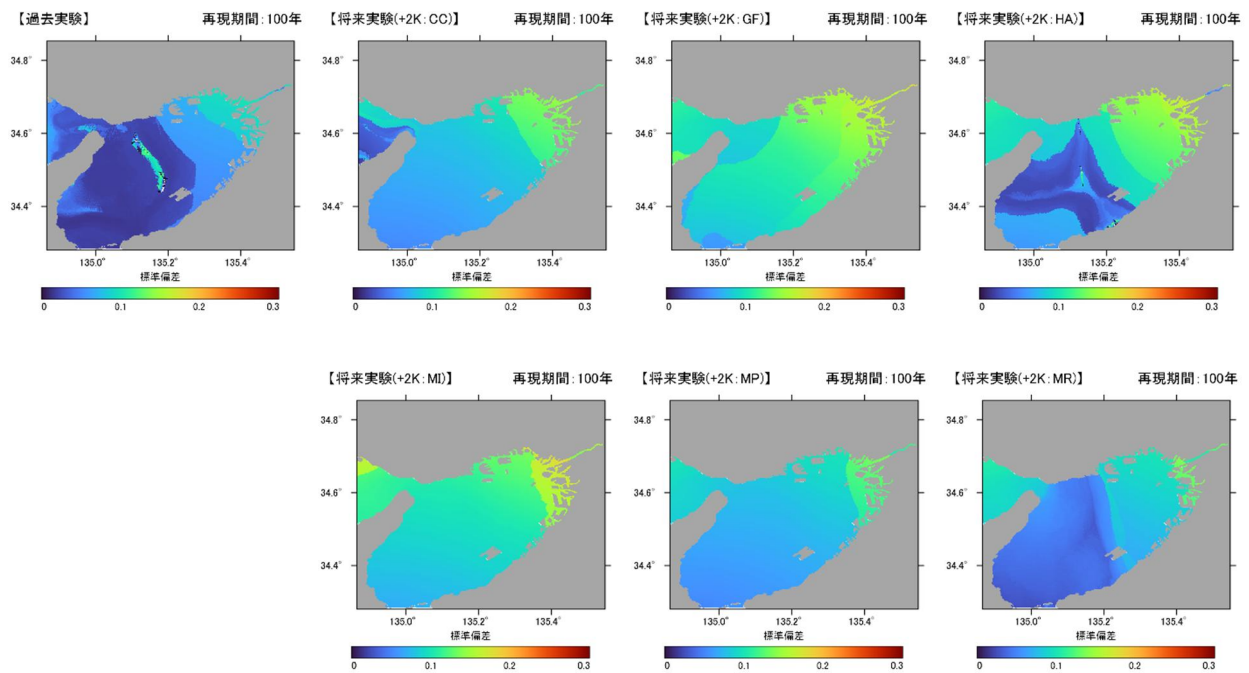 【過去実験】 再現期間:100年
【将来実験(+2K:CC)】 再現期間:100年
【将来実験(+2K:GF)】 再現期間:100年
【将来実験(+2K:HA)】 再現期間:100年
34.8°
34.6°
34.4°
135.0° 135.2° 135.4°
標準偏差
0 0.1 0.2 0.3
34.8°
34.6°
34.4°
135.0° 135.2° 135.4°
標準偏差
0 0.1 0.2 0.3
34.8°
34.6°
34.4°
135.0° 135.2° 135.4°
標準偏差
0 0.1 0.2 0.3
34.8°
34.6°
34.4°
135.0° 135.2° 135.4°
標準偏差
0 0.1 0.2 0.3
【将来実験(+2K:MI)】 再現期間:100年
【将来実験(+2K:MP)】 再現期間:100年
【将来実験(+2K:MR)】 再現期間:100年
34.8°
34.6°
34.4°
135.0° 135.2° 135.4°
標準偏差
0 0.1 0.2 0.3
34.8°
34.6°
34.4°
135.0° 135.2° 135.4°
標準偏差
0 0.1 0.2 0.3
34.8°
34.6°
34.4°
135.0° 135.2° 135.4°
標準偏差
0 0.1 0.2 0.3